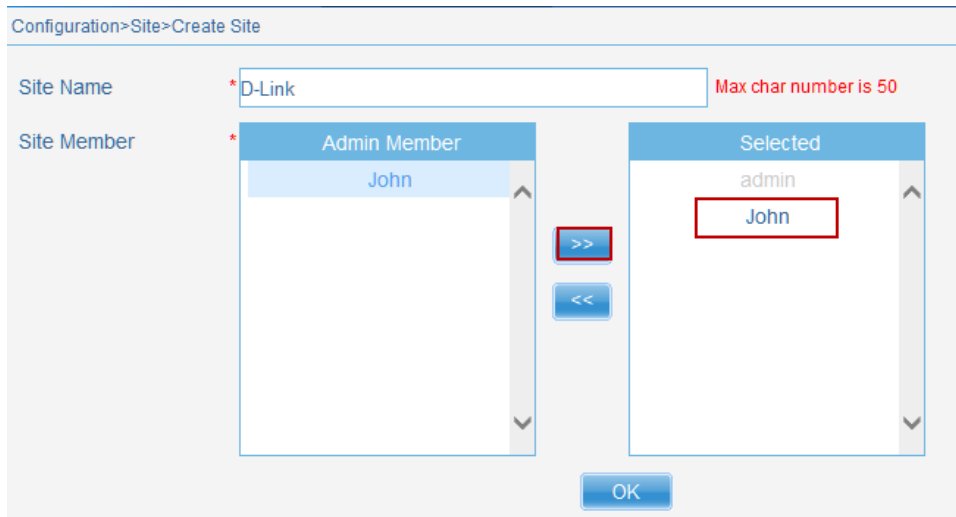 Configuration>Site>Create Site
Site Name * D-Link Max char number is 50
Site Member * Admin Member Selected
John admin
John
>>
<<
OK